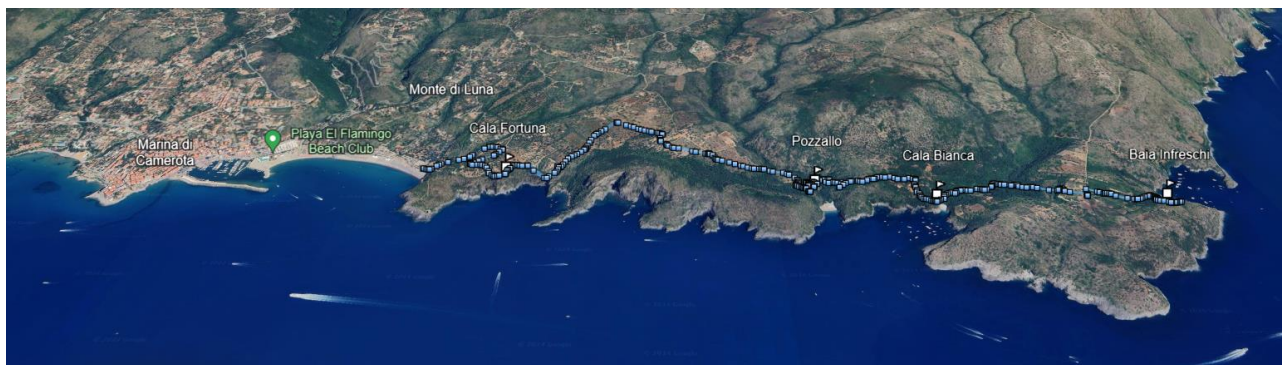 Monte di Luna
Cala Fortuna
Playa El Flamingo
Beach Club
Marina di
Camerota
Pozzallo
Cala Bianca
Baia Infreschi